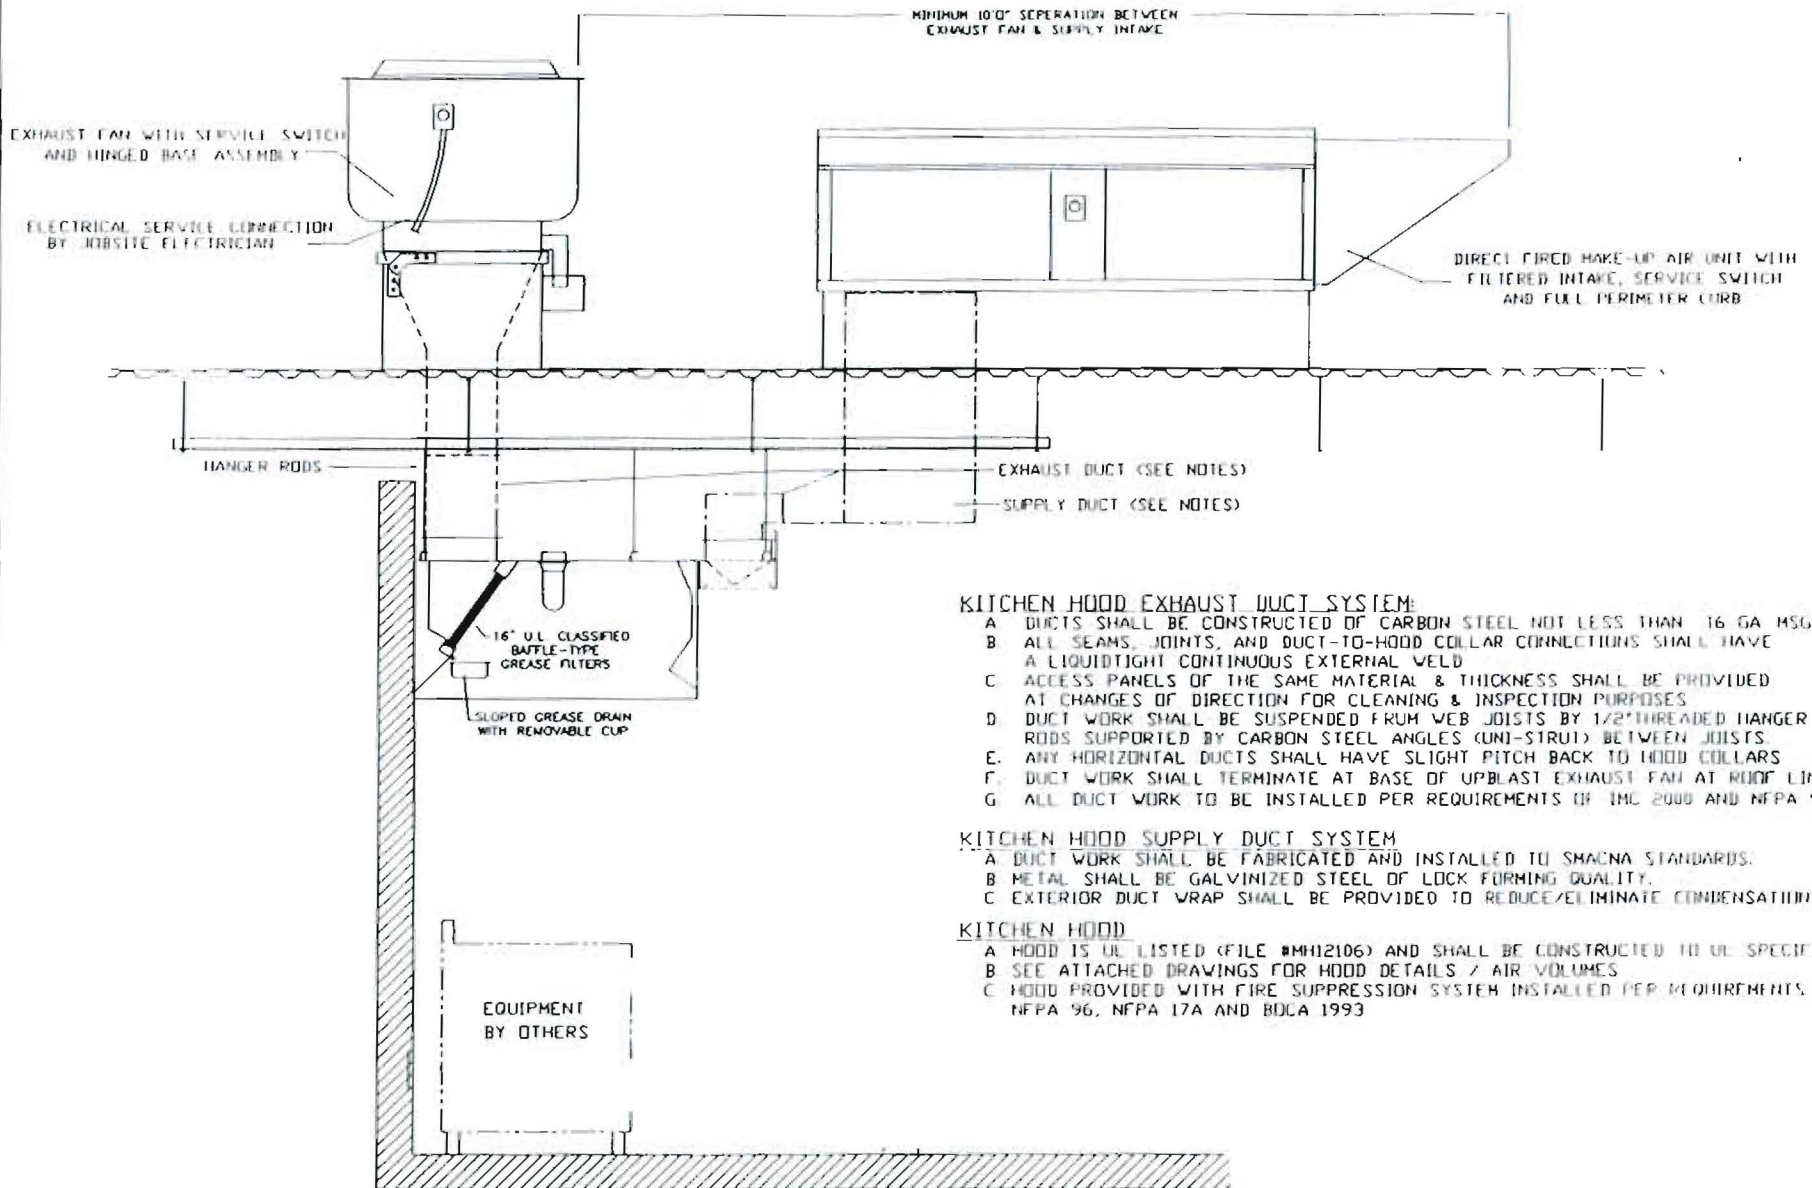 MINIMUM 10'0" SEPERATION BETWEEN
EXHAUST FAN & SUPPLY INTAKE
EXHAUST FAN WITH SERVICE SWITCH
AND HINGED BASE ASSEMBLY
ELECTRICAL SERVICE CONNECTION
BY JOBSITE ELECTRICIAN
DIRECT FIRED MAKE-UP AIR UNIT WITH
FILTERED INTAKE, SERVICE SWITCH
AND FULL PERIMETER CURB
HANGER RODS
EXHAUST DUCT (SEE NOTES)
SUPPLY DUCT (SEE NOTES)
16" U.L. CLASSIFIED
BAFFLE-TYPE
GREASE FILTERS
SLOPED GREASE DRAIN
WITH REMOVABLE CUP
KITCHEN HOOD EXHAUST DUCT SYSTEM:
A DUCTS SHALL BE CONSTRUCTED OF CARBON STEEL NOT LESS THAN 16 GA MSG
B ALL SEAMS, JOINTS, AND DUCT-TO-HOOD COLLAR CONNECTIONS SHALL HAVE
A LIQUIDTIGHT CONTINUOUS EXTERNAL WELD
C ACCESS PANELS OF THE SAME MATERIAL & THICKNESS SHALL BE PROVIDED
AT CHANGES OF DIRECTION FOR CLEANING & INSPECTION PURPOSES
D DUCT WORK SHALL BE SUSPENDED FROM WEB JOISTS BY 1/2" THREADED HANGER
RODS SUPPORTED BY CARBON STEEL ANGLES (UNI-STRUT) BETWEEN JOISTS.
E. ANY HORIZONTAL DUCTS SHALL HAVE SLIGHT PITCH BACK TO HOOD COLLARS
F. DUCT WORK SHALL TERMINATE AT BASE OF UPBLAST EXHAUST FAN AT ROOF
G ALL DUCT WORK TO BE INSTALLED PER REQUIREMENTS OF IMC 2000 AND NFPA
KITCHEN HOOD SUPPLY DUCT SYSTEM
A DUCT WORK SHALL BE FABRICATED AND INSTALLED TO SMACNA STANDARDS.
B METAL SHALL BE GALVINIZED STEEL OF LOCK FORMING QUALITY.
C EXTERIOR DUCT WRAP SHALL BE PROVIDED TO REDUCE/ELIMINATE CONDENSATION
KITCHEN HOOD
A HOOD IS UL LISTED (FILE #MH12106) AND SHALL BE CONSTRUCTED TO UL
B SEE ATTACHED DRAWINGS FOR HOOD DETAILS / AIR VOLUMES
C HOOD PROVIDED WITH FIRE SUPPRESSION SYSTEM INSTALLED PER REQUIREMENTS
NFPA 96, NFPA 17A AND BOCA 1993
EQUIPMENT
BY OTHERS